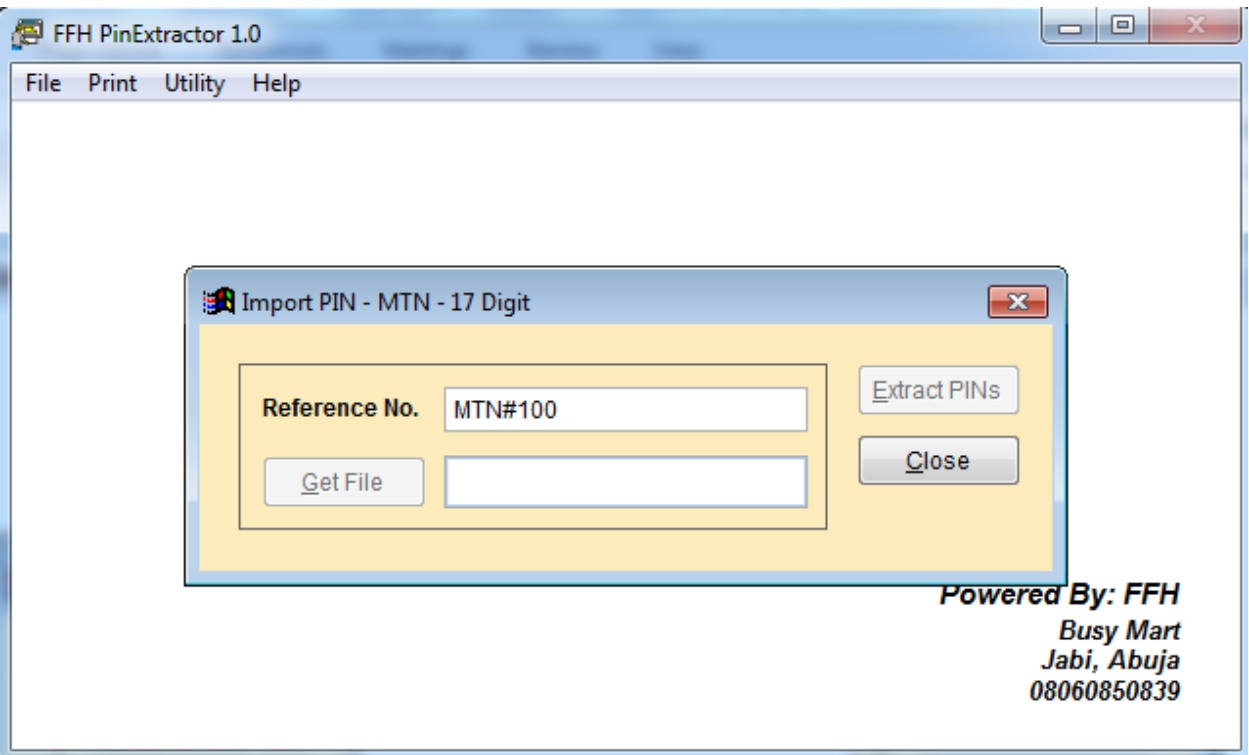 FFH PinExtractor 1.0
File Print Utility Help
Import PIN - MTN - 17 Digit
Reference No. MTN#100
Extract PINs
Get File
Close
Powered By: FFH
Busy Mart
Jabi, Abuja
08060850839